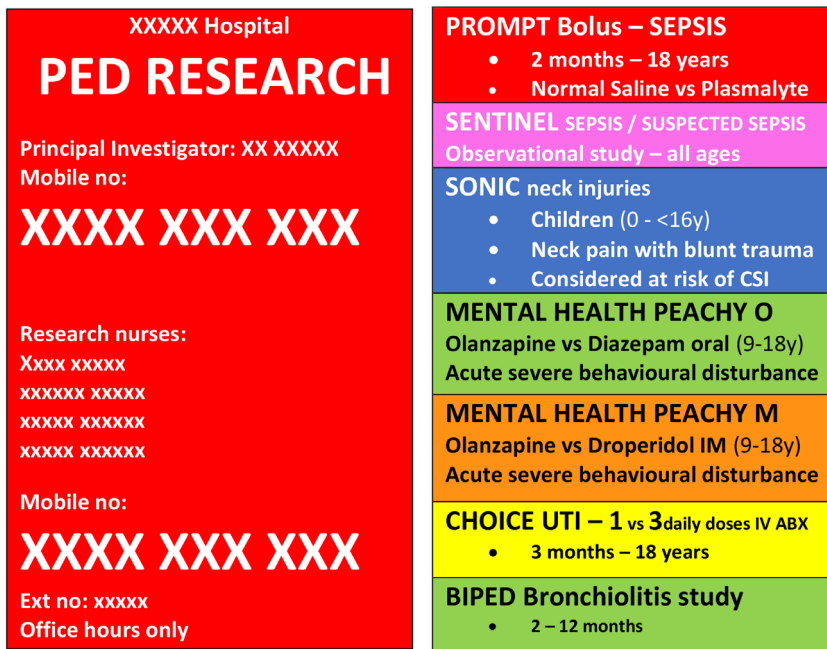 XXXXX Hospital
PED RESEARCH
Principal Investigator: XX XXXXX
Mobile no:
XXXX XXX XXX
Research nurses:
Xxxx xxxxx
xxxxxx xxxxx
xxxxx xxxxxx
xxxxx xxxxxx
Mobile no:
XXXX XXX XXX
Ext no: xxxxx
Office hours only
PROMPT Bolus – SEPSIS
• 2 months – 18 years
• Normal Saline vs Plasmalyte
SENTINEL SEPSIS / SUSPECTED SEPSIS
Observational study – all ages
SONIC neck injuries
• Children (0 - <16y)
• Neck pain with blunt trauma
• Considered at risk of CSI
MENTAL HEALTH PEACHY O
Olanzapine vs Diazepam oral (9-18y)
Acute severe behavioural disturbance
MENTAL HEALTH PEACHY M
Olanzapine vs Droperidol IM (9-18y)
Acute severe behavioural disturbance
CHOICE UTI – 1 vs 3daily doses IV ABX
• 3 months – 18 years
BIPED Bronchiolitis study
• 2 – 12 months